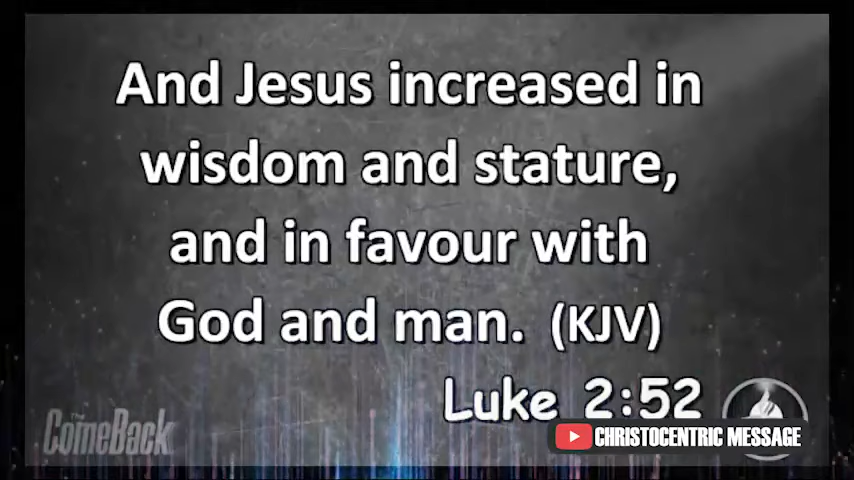 And Jesus increased in
wisdom and stature,
and in favour with
God and man. (KJV)
Luke 2:52
The
ComeBack
CHRISTOCENTRIC MESSAGE